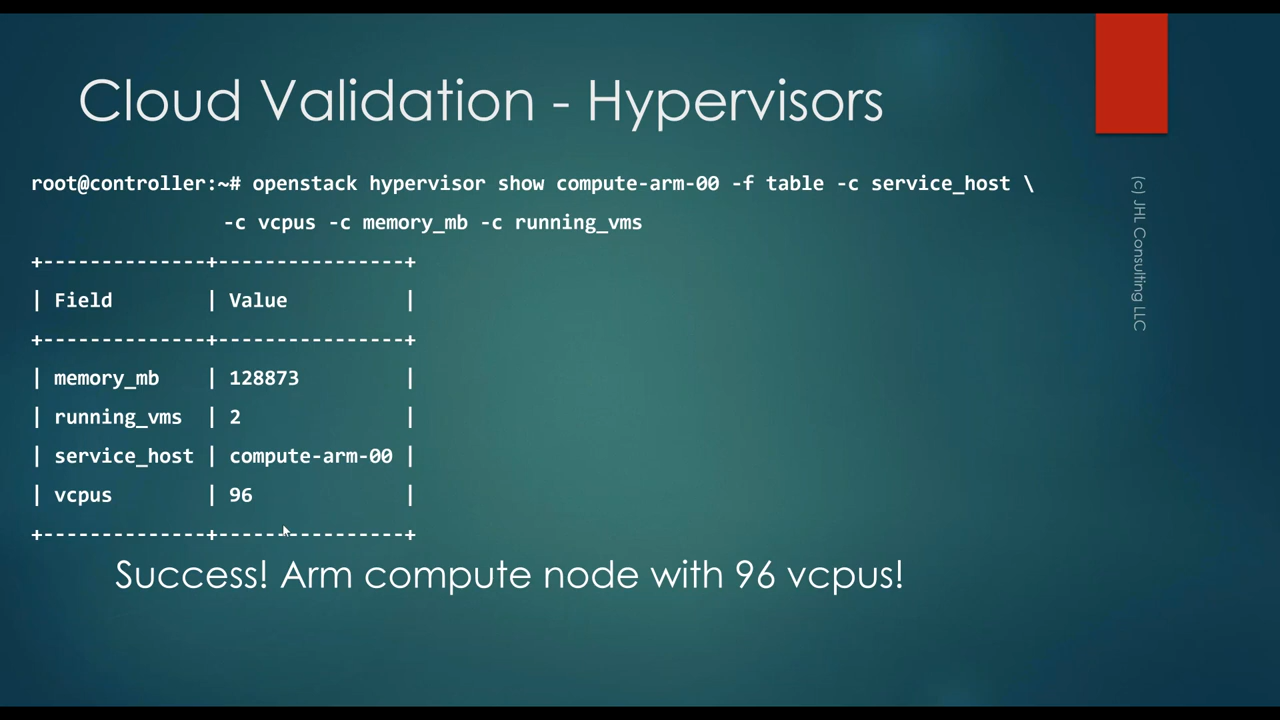 Cloud Validation - Hypervisors
root@controller:~# openstack hypervisor show compute-arm-00 -f table -c service_host \
-c vcpus -c memory_mb -c running_vms
+--------------+----------------+
| Field        | Value          |
+--------------+----------------+
| memory_mb    | 128873         |
| running_vms  | 2              |
| service_host | compute-arm-00 |
| vcpus        | 96             |
+--------------+----------------+
Success! Arm compute node with 96 vcpus!
(c) JHL Consulting LLC